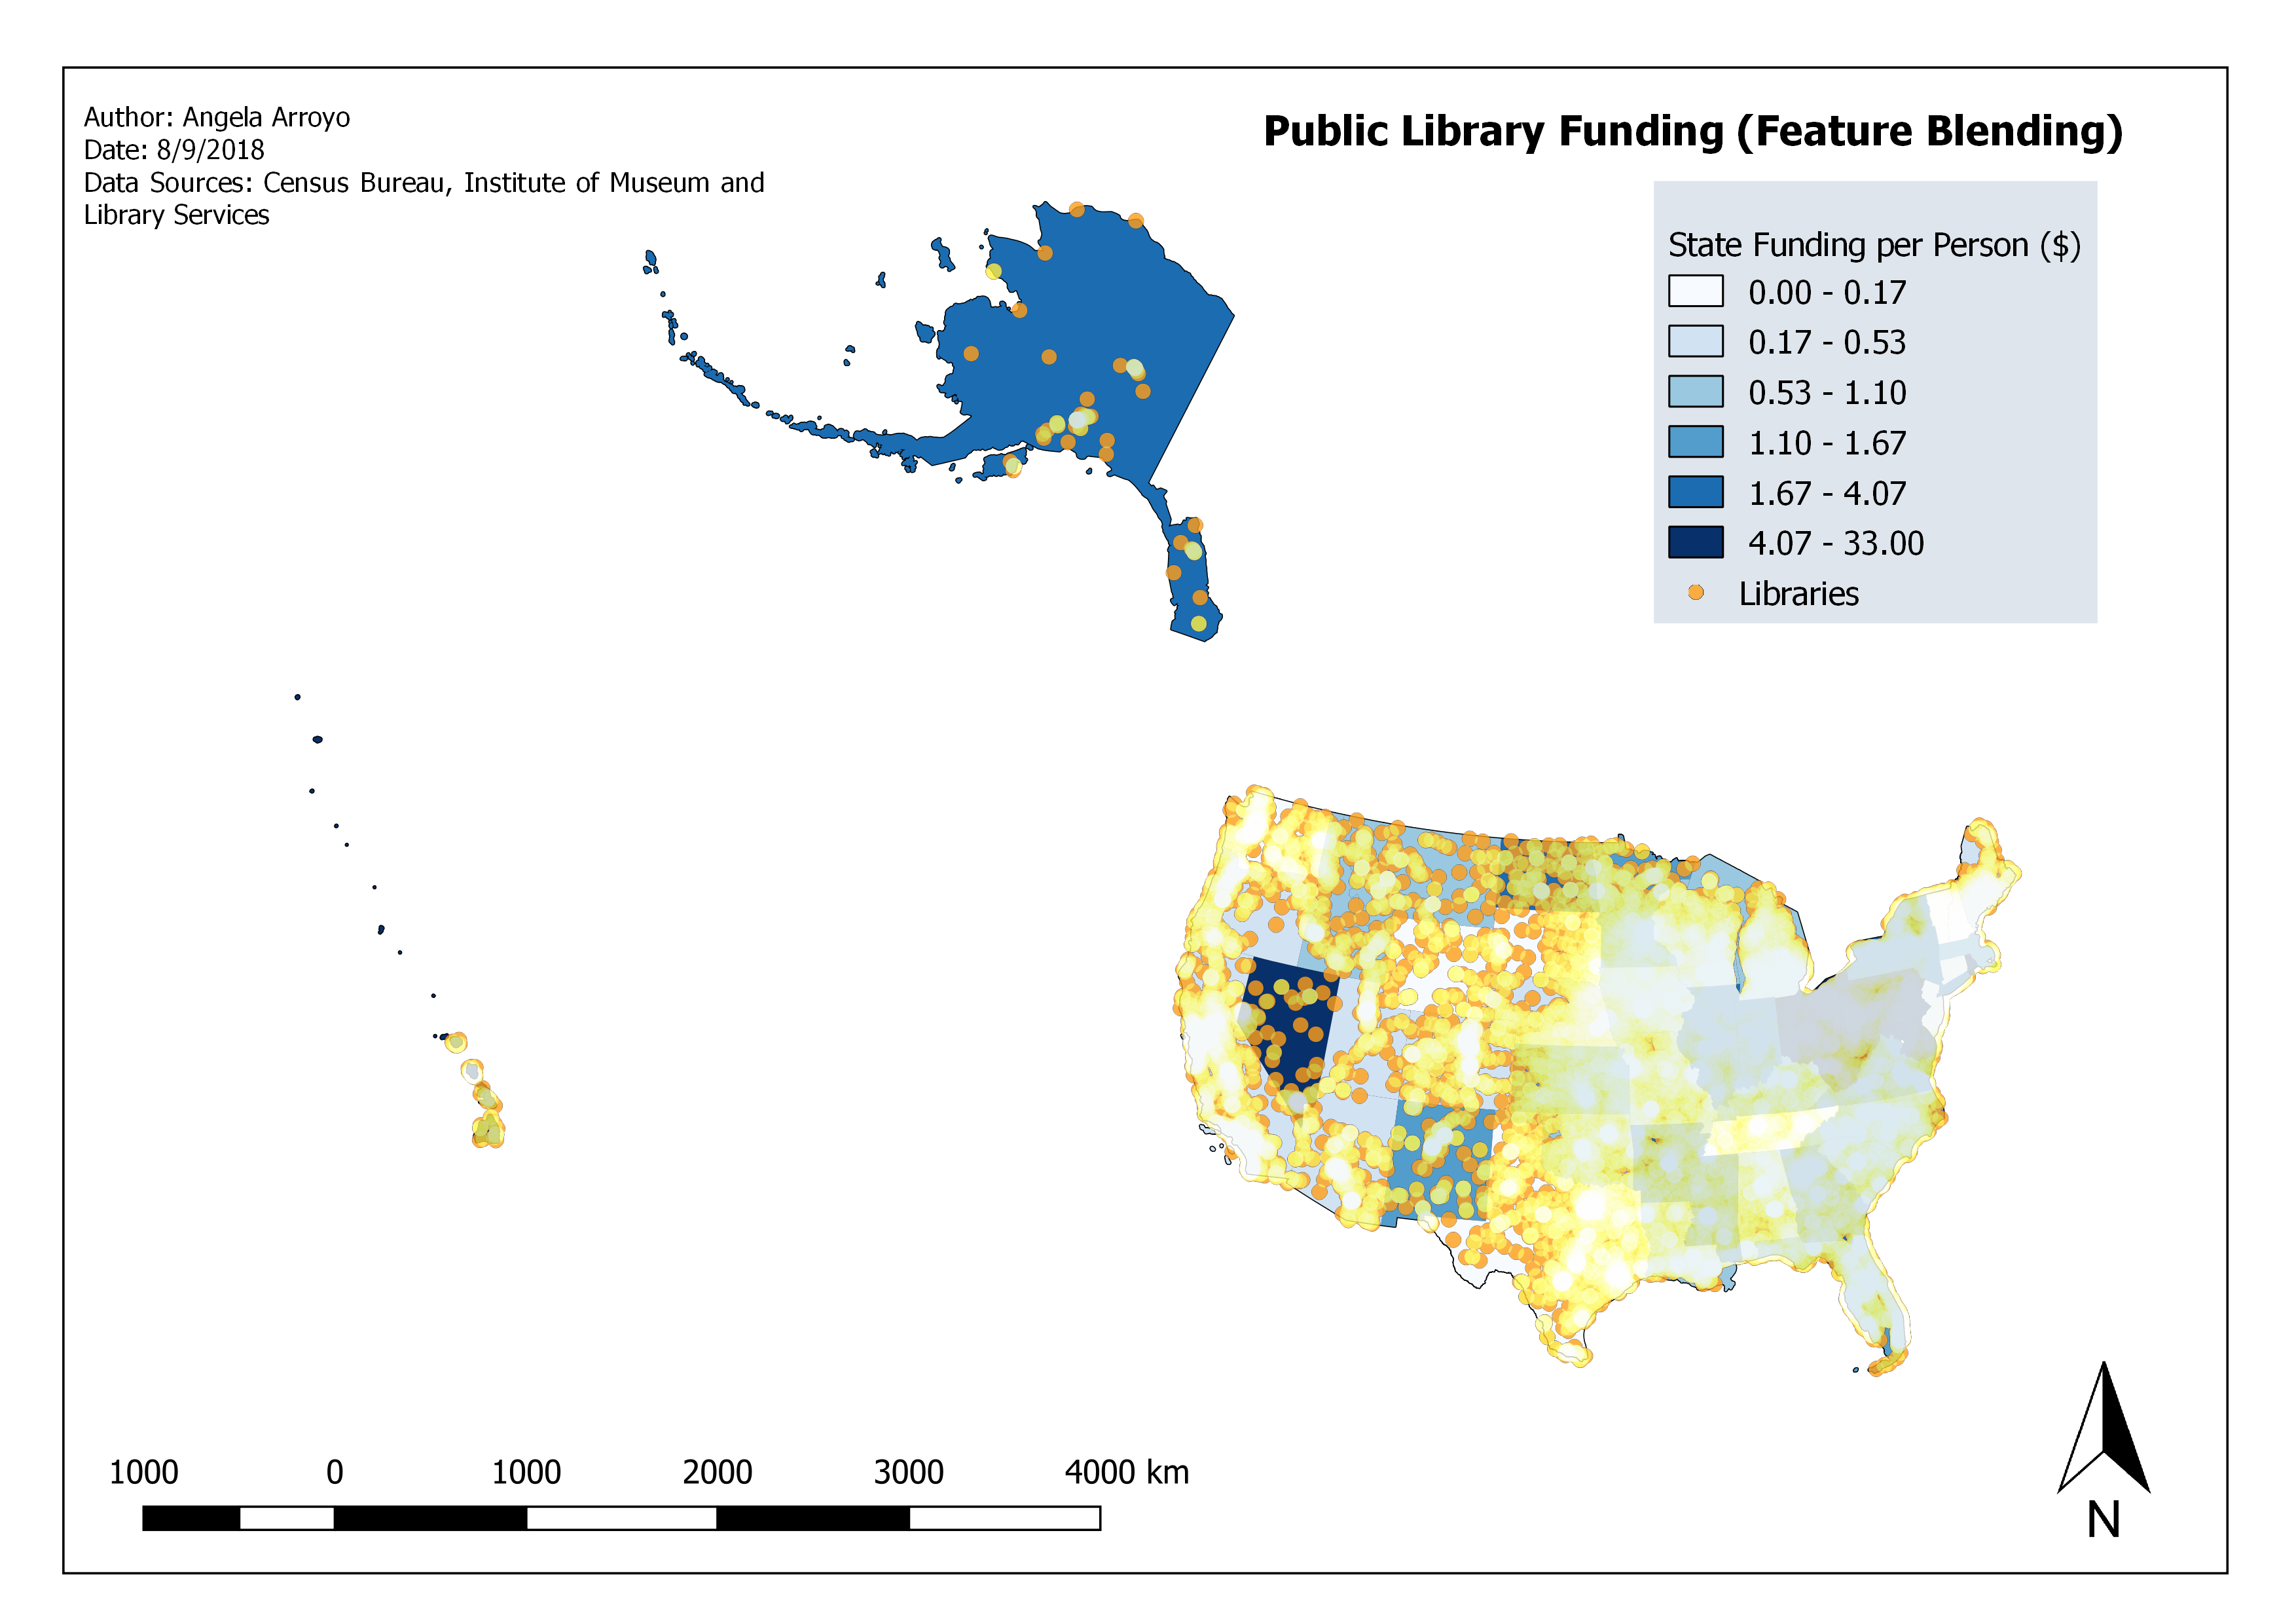 Author: Angela Arroyo
Date: 8/9/2018
Data Sources: Census Bureau, Institute of Museum and
Library Services
Public Library Funding (Feature Blending)
State Funding per Person ($)
0.00 - 0.17
0.17 - 0.53
0.53 - 1.10
1.10 - 1.67
1.67 - 4.07
4.07 - 33.00
Libraries
1000 0 1000 2000 3000 4000 km
N